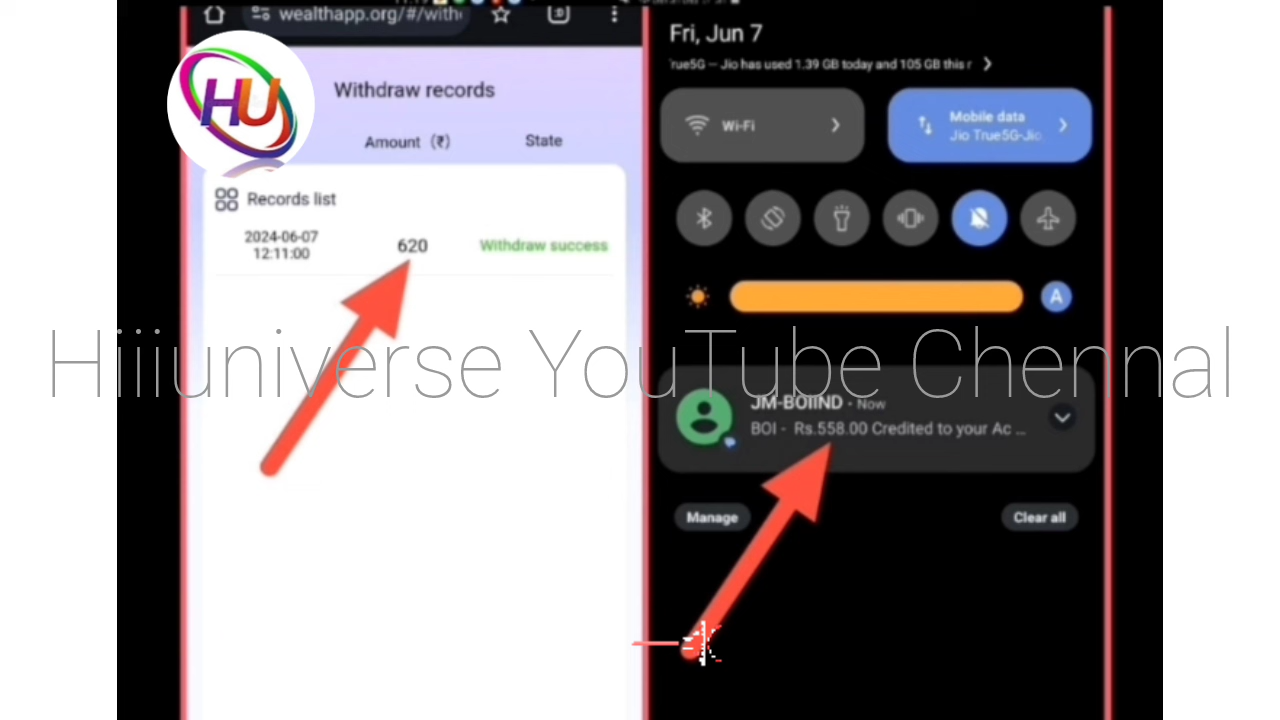 wealthapp.org/#/with
Withdraw records
Amount (₹) State
Records list
2024-06-07
12:11:00
620
Withdraw success
HU
Fri, Jun 7
rue5G — Jio has used 1.39 GB today and 105 GB this r
Wi-Fi
Mobile data
Jio True5G-Jio
A
Hiiiuniverse YouTube Chennal
JM-BOIIND • Now
BOI - Rs.558.00 Credited to your Ac ...
Manage
Clear all